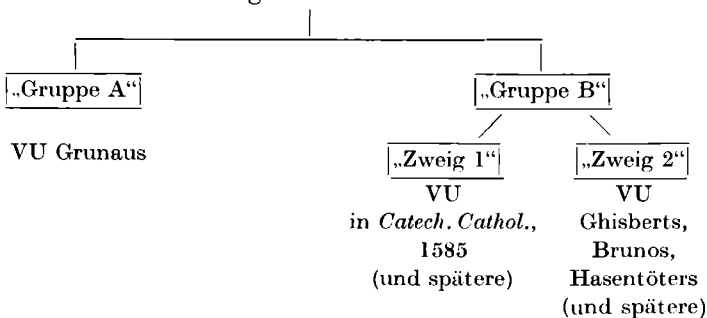 „Gruppe A“ „Gruppe B“
VU Grunaus
„Zweig 1“ „Zweig 2“
VU VU
in Catech. Cathol., Ghisberts,
1585 Brunos,
(und spätere) Hasentöters
(und spätere)